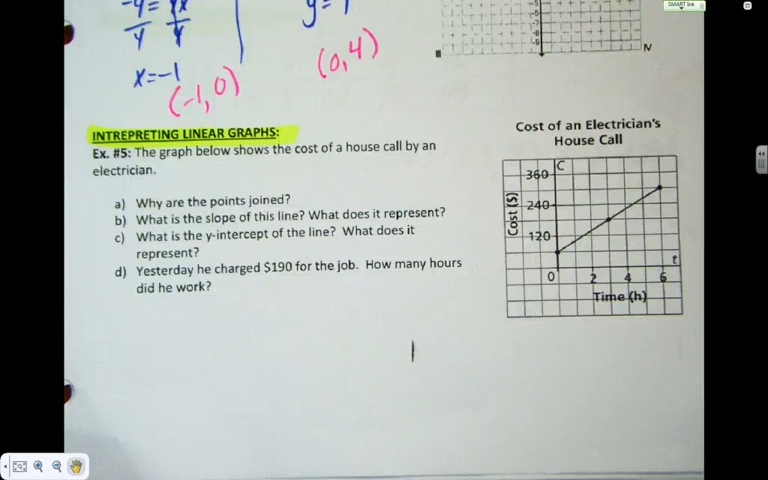 x=-1
(-1,0)
(0,4)
INTREPRETING LINEAR GRAPHS:
Ex. #5: The graph below shows the cost of a house call by an
electrician.
a) Why are the points joined?
b) What is the slope of this line? What does it represent?
c) What is the y-intercept of the line? What does it
represent?
d) Yesterday he charged $190 for the job. How many hours
did he work?
Cost of an Electrician's
House Call
C
360
240
120
0
2
4
6
t
Cost ($)
Time (h)